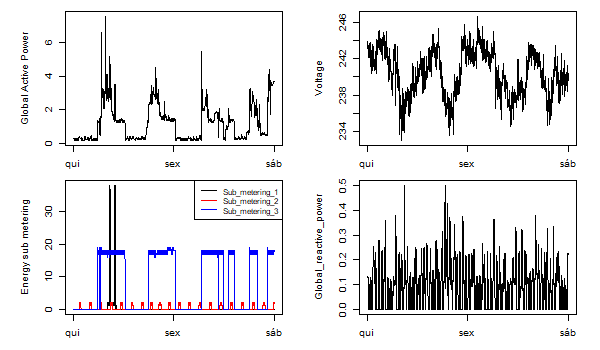 Global Active Power
0 2 4 6
qui sex sáb
Voltage
234 238 242 246
qui sex sáb
Energy sub metering
0 10 20 30
Sub_metering_1
Sub_metering_2
Sub_metering_3
qui sex sáb
Global_reactive_power
0.0 0.1 0.2 0.3 0.4 0.5
qui sex sáb